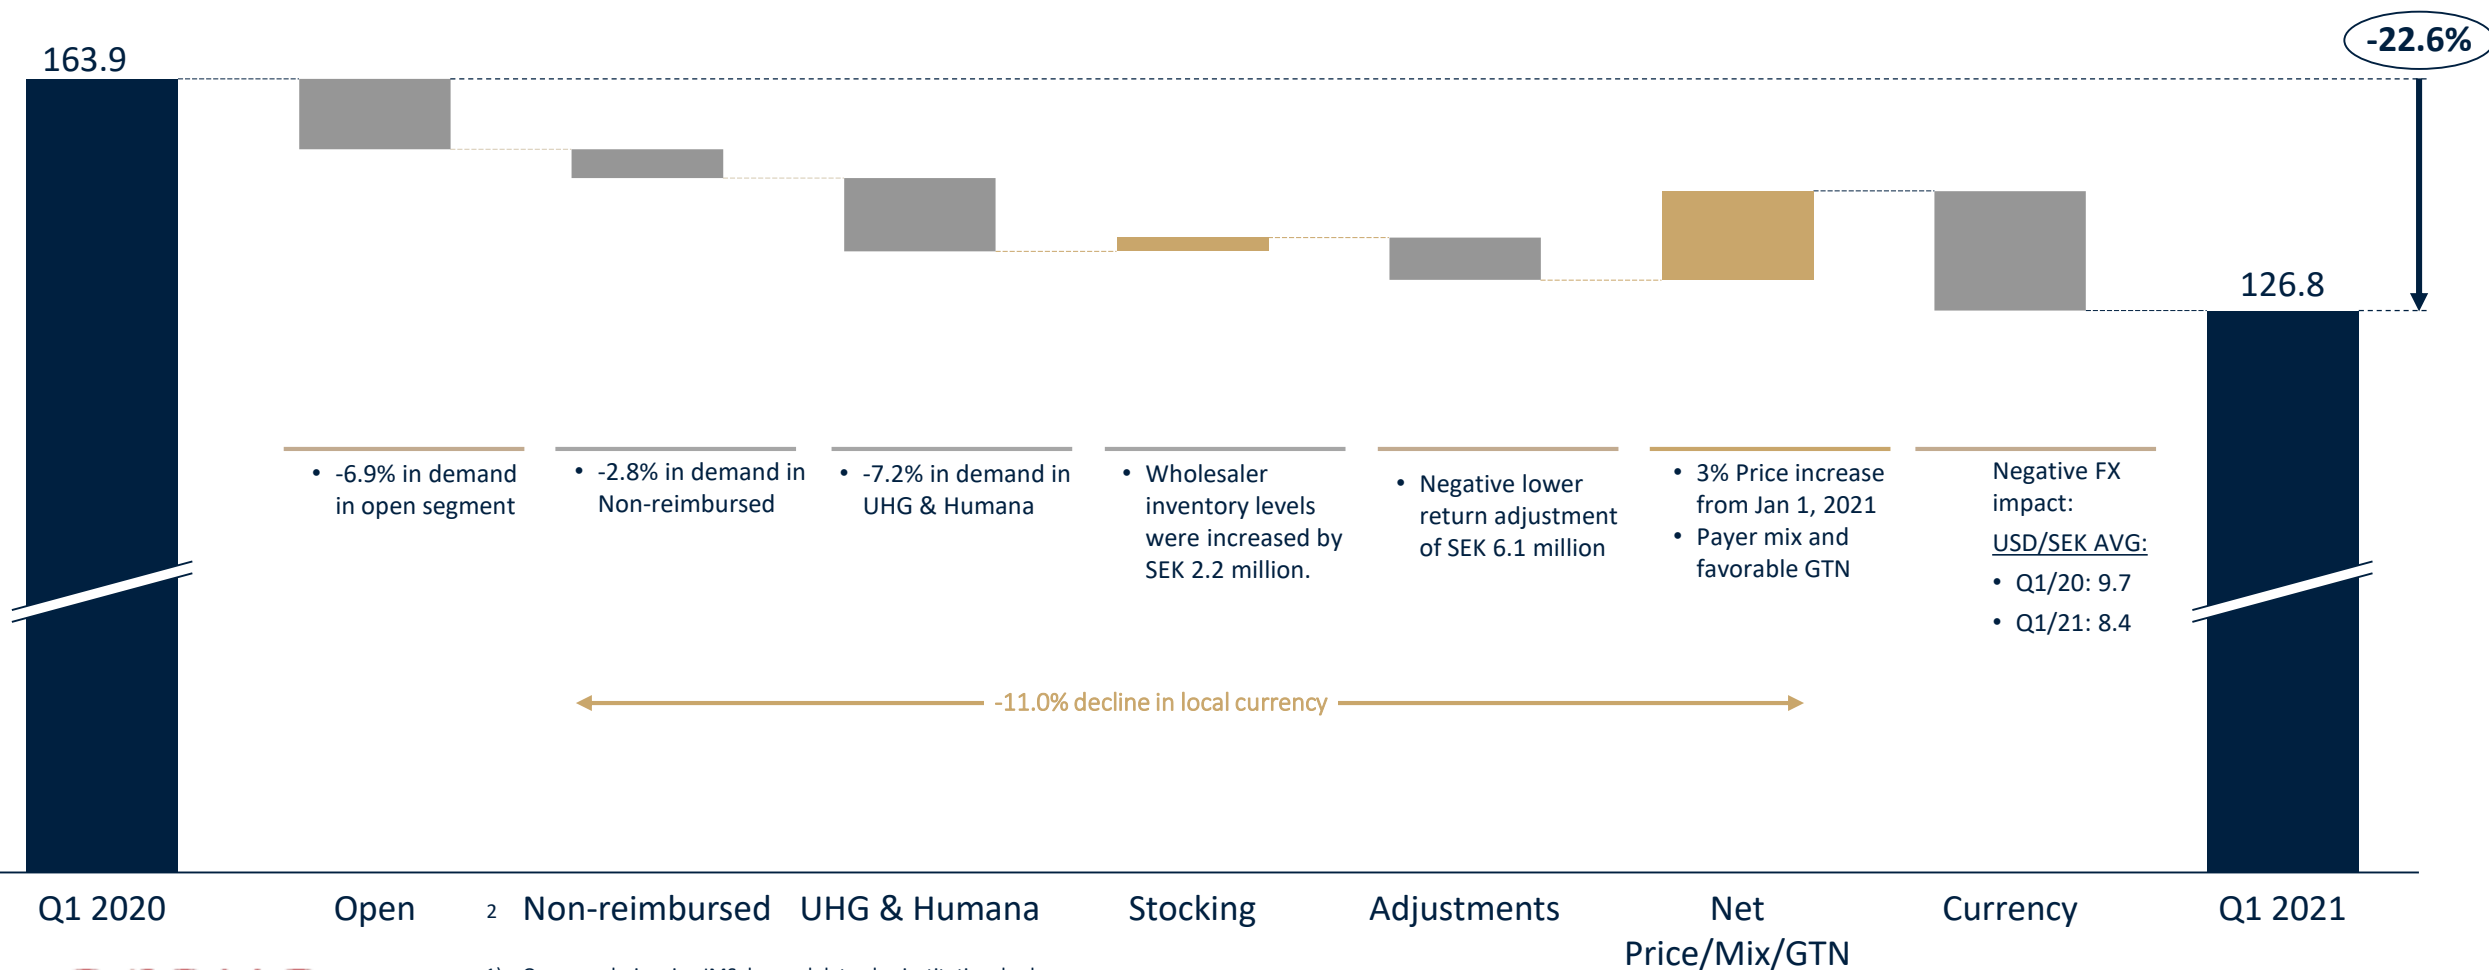 163.9
-22.6%
126.8
• -6.9% in demand
in open segment
• -2.8% in demand in
Non-reimbursed
• -7.2% in demand in
UHG & Humana
• Wholesaler
inventory levels
were increased by
SEK 2.2 million.
• Negative lower
return adjustment
of SEK 6.1 million
• 3% Price increase
from Jan 1, 2021
• Payer mix and
favorable GTN
Negative FX
impact:
USD/SEK AVG:
• Q1/20: 9.7
• Q1/21: 8.4
-11.0% decline in local currency
Q1 2020
Open
2
Non-reimbursed
UHG & Humana
Stocking
Adjustments
Net
Price/Mix/GTN
Currency
Q1 2021